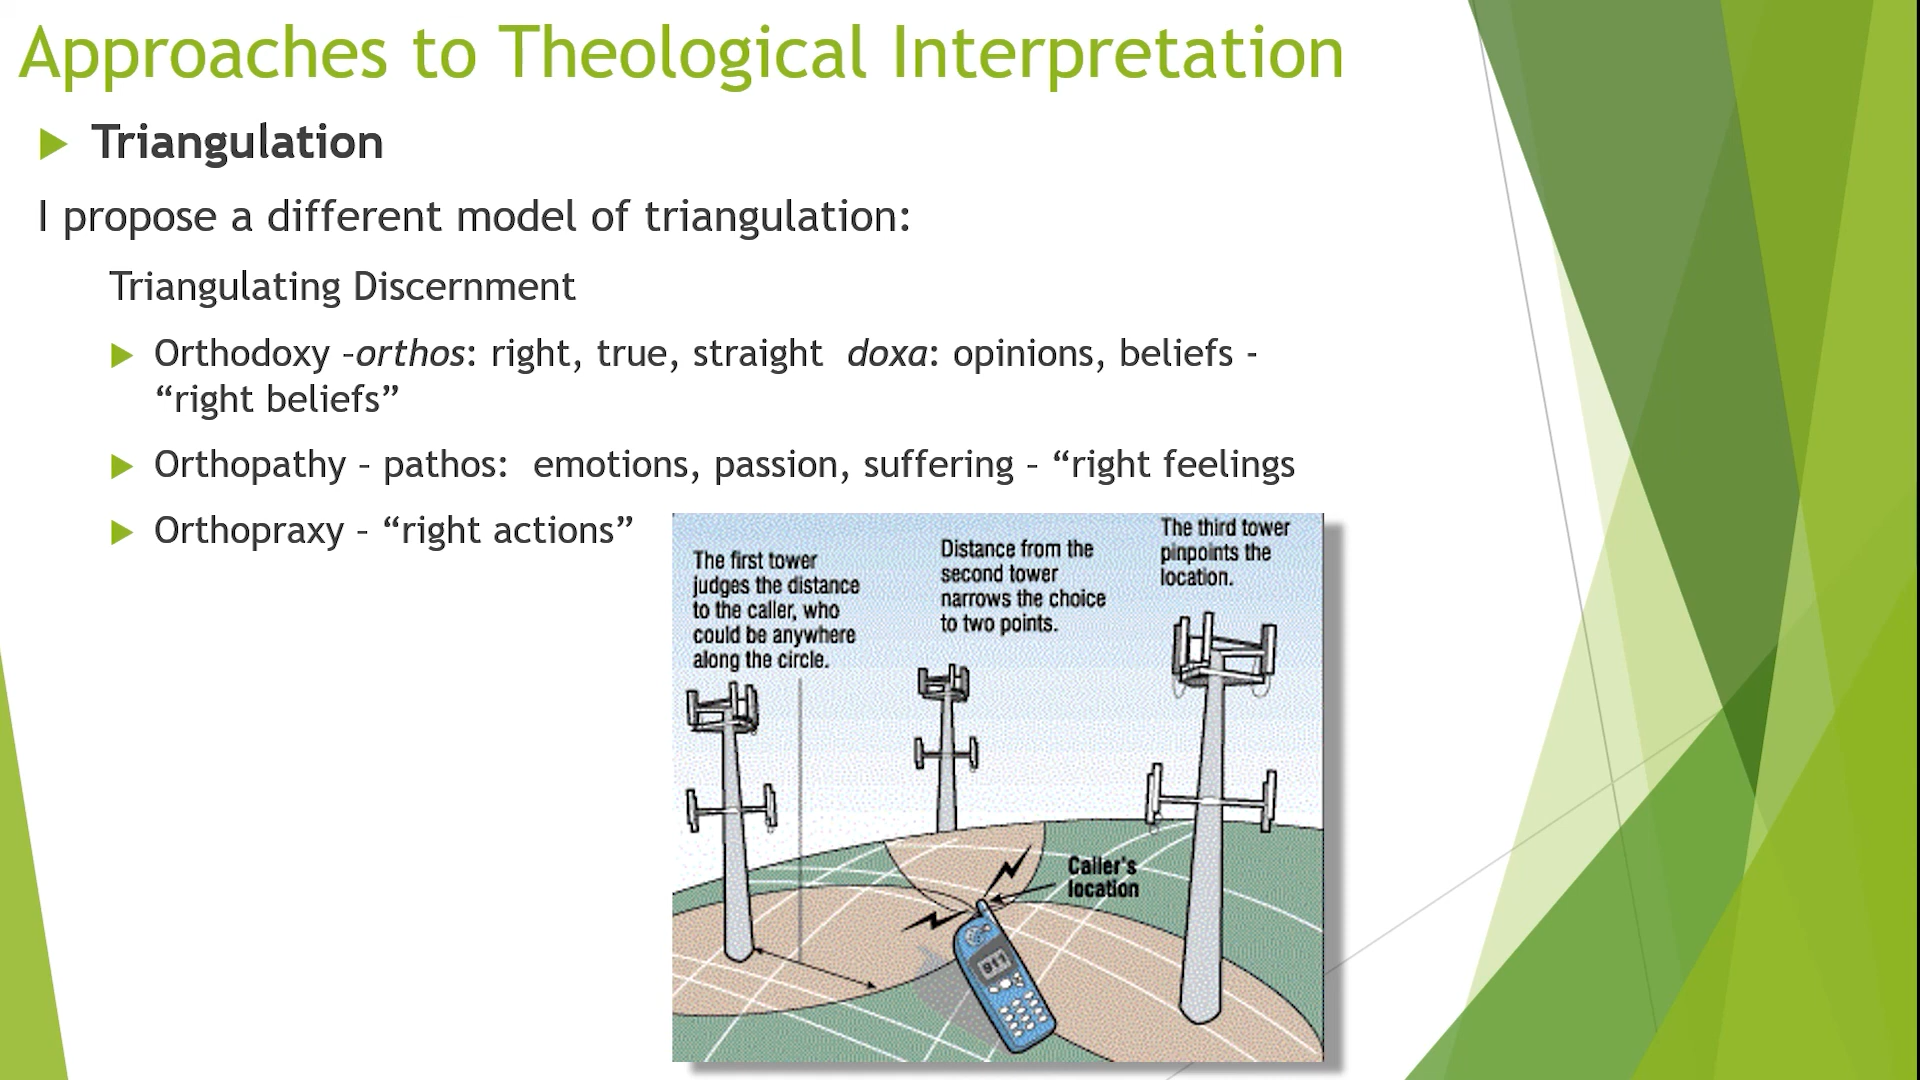 Approaches to Theological Interpretation
Triangulation
I propose a different model of triangulation:
Triangulating Discernment
Orthodoxy –orthos: right, true, straight  doxa: opinions, beliefs -
“right beliefs”
Orthopathy – pathos:  emotions, passion, suffering – “right feelings
Orthopraxy – “right actions”
The first tower
judges the distance
to the caller, who
could be anywhere
along the circle.
Distance from the
second tower
narrows the choice
to two points.
The third tower
pinpoints the
location.
Caller's
location
911